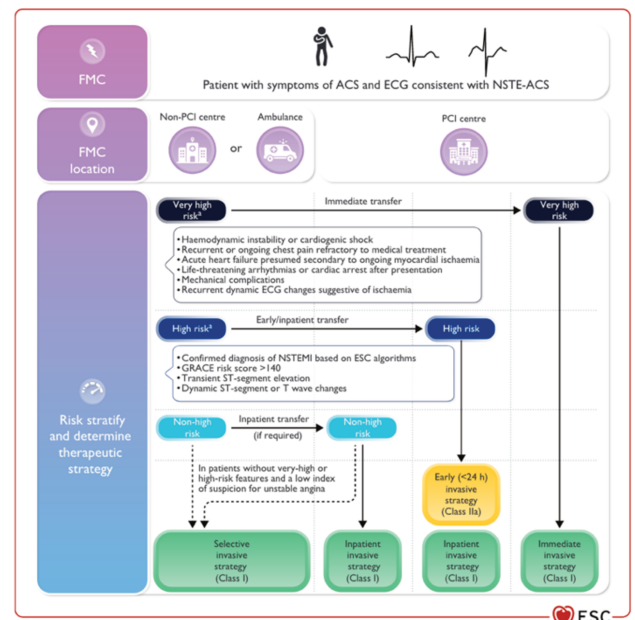 FMC
Patient with symptoms of ACS and ECG consistent with NSTE-ACS
FMC
location
Non-PCI centre
or
Ambulance
PCI centre
Risk stratify
and determine
therapeutic
strategy
Very high
riskª
Immediate transfer
Very high
risk
•Haemodynamic instability or cardiogenic shock
•Recurrent or ongoing chest pain refractory to medical treatment
•Acute heart failure presumed secondary to ongoing myocardial ischaemia
•Life-threatening arrhythmias or cardiac arrest after presentation
•Mechanical complications
•Recurrent dynamic ECG changes suggestive of ischaemia
High riskª
Early/inpatient transfer
High risk
•Confirmed diagnosis of NSTEMI based on ESC algorithms
•GRACE risk score >140
•Transient ST-segment elevation
•Dynamic ST-segment or T wave changes
Non-high
risk
Inpatient transfer
(if required)
Non-high
risk
In patients without very-high or
high-risk features and a low index
of suspicion for unstable angina
Early (<24 h)
invasive
strategy
(Class IIa)
Selective
invasive
strategy
(Class I)
Inpatient
invasive
strategy
(Class I)
Inpatient
invasive
strategy
(Class I)
Immediate
invasive
strategy
(Class I)
ESC